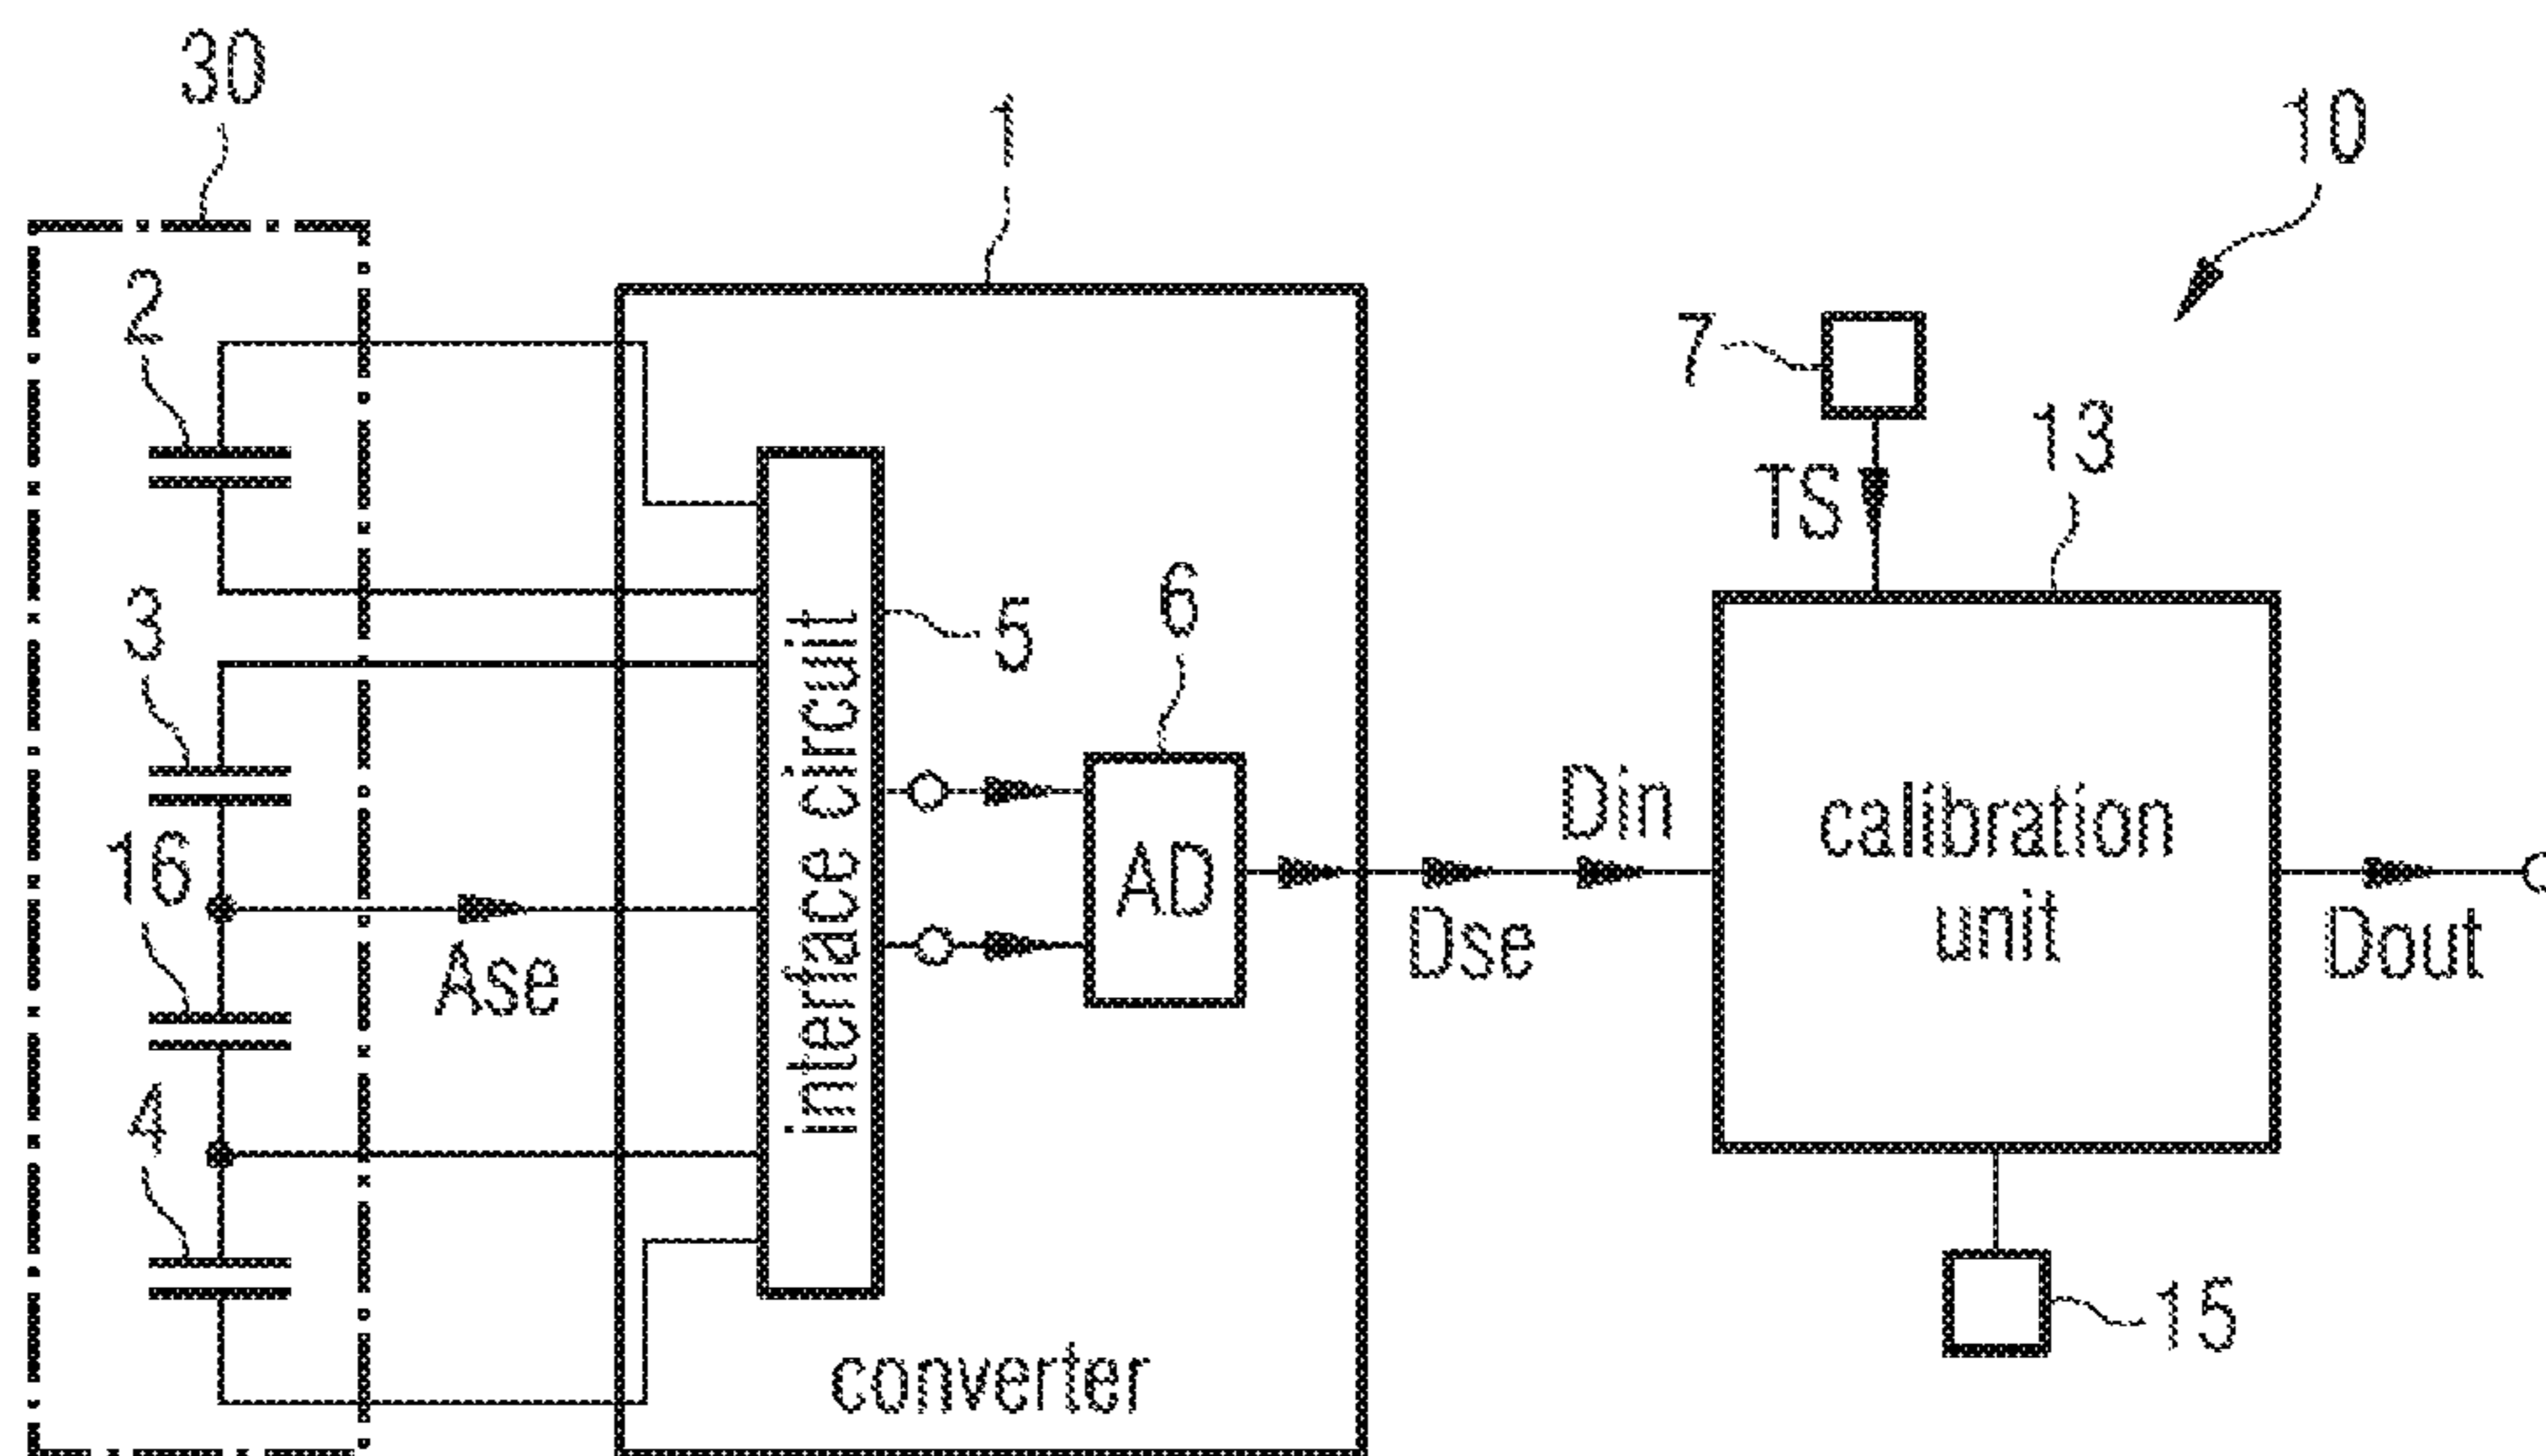 30
1
10
2
7
13
TS
3
5
6
interface circuit
Din
calibration
unit
16
AD
Ase
Dse
Dout
4
15
converter